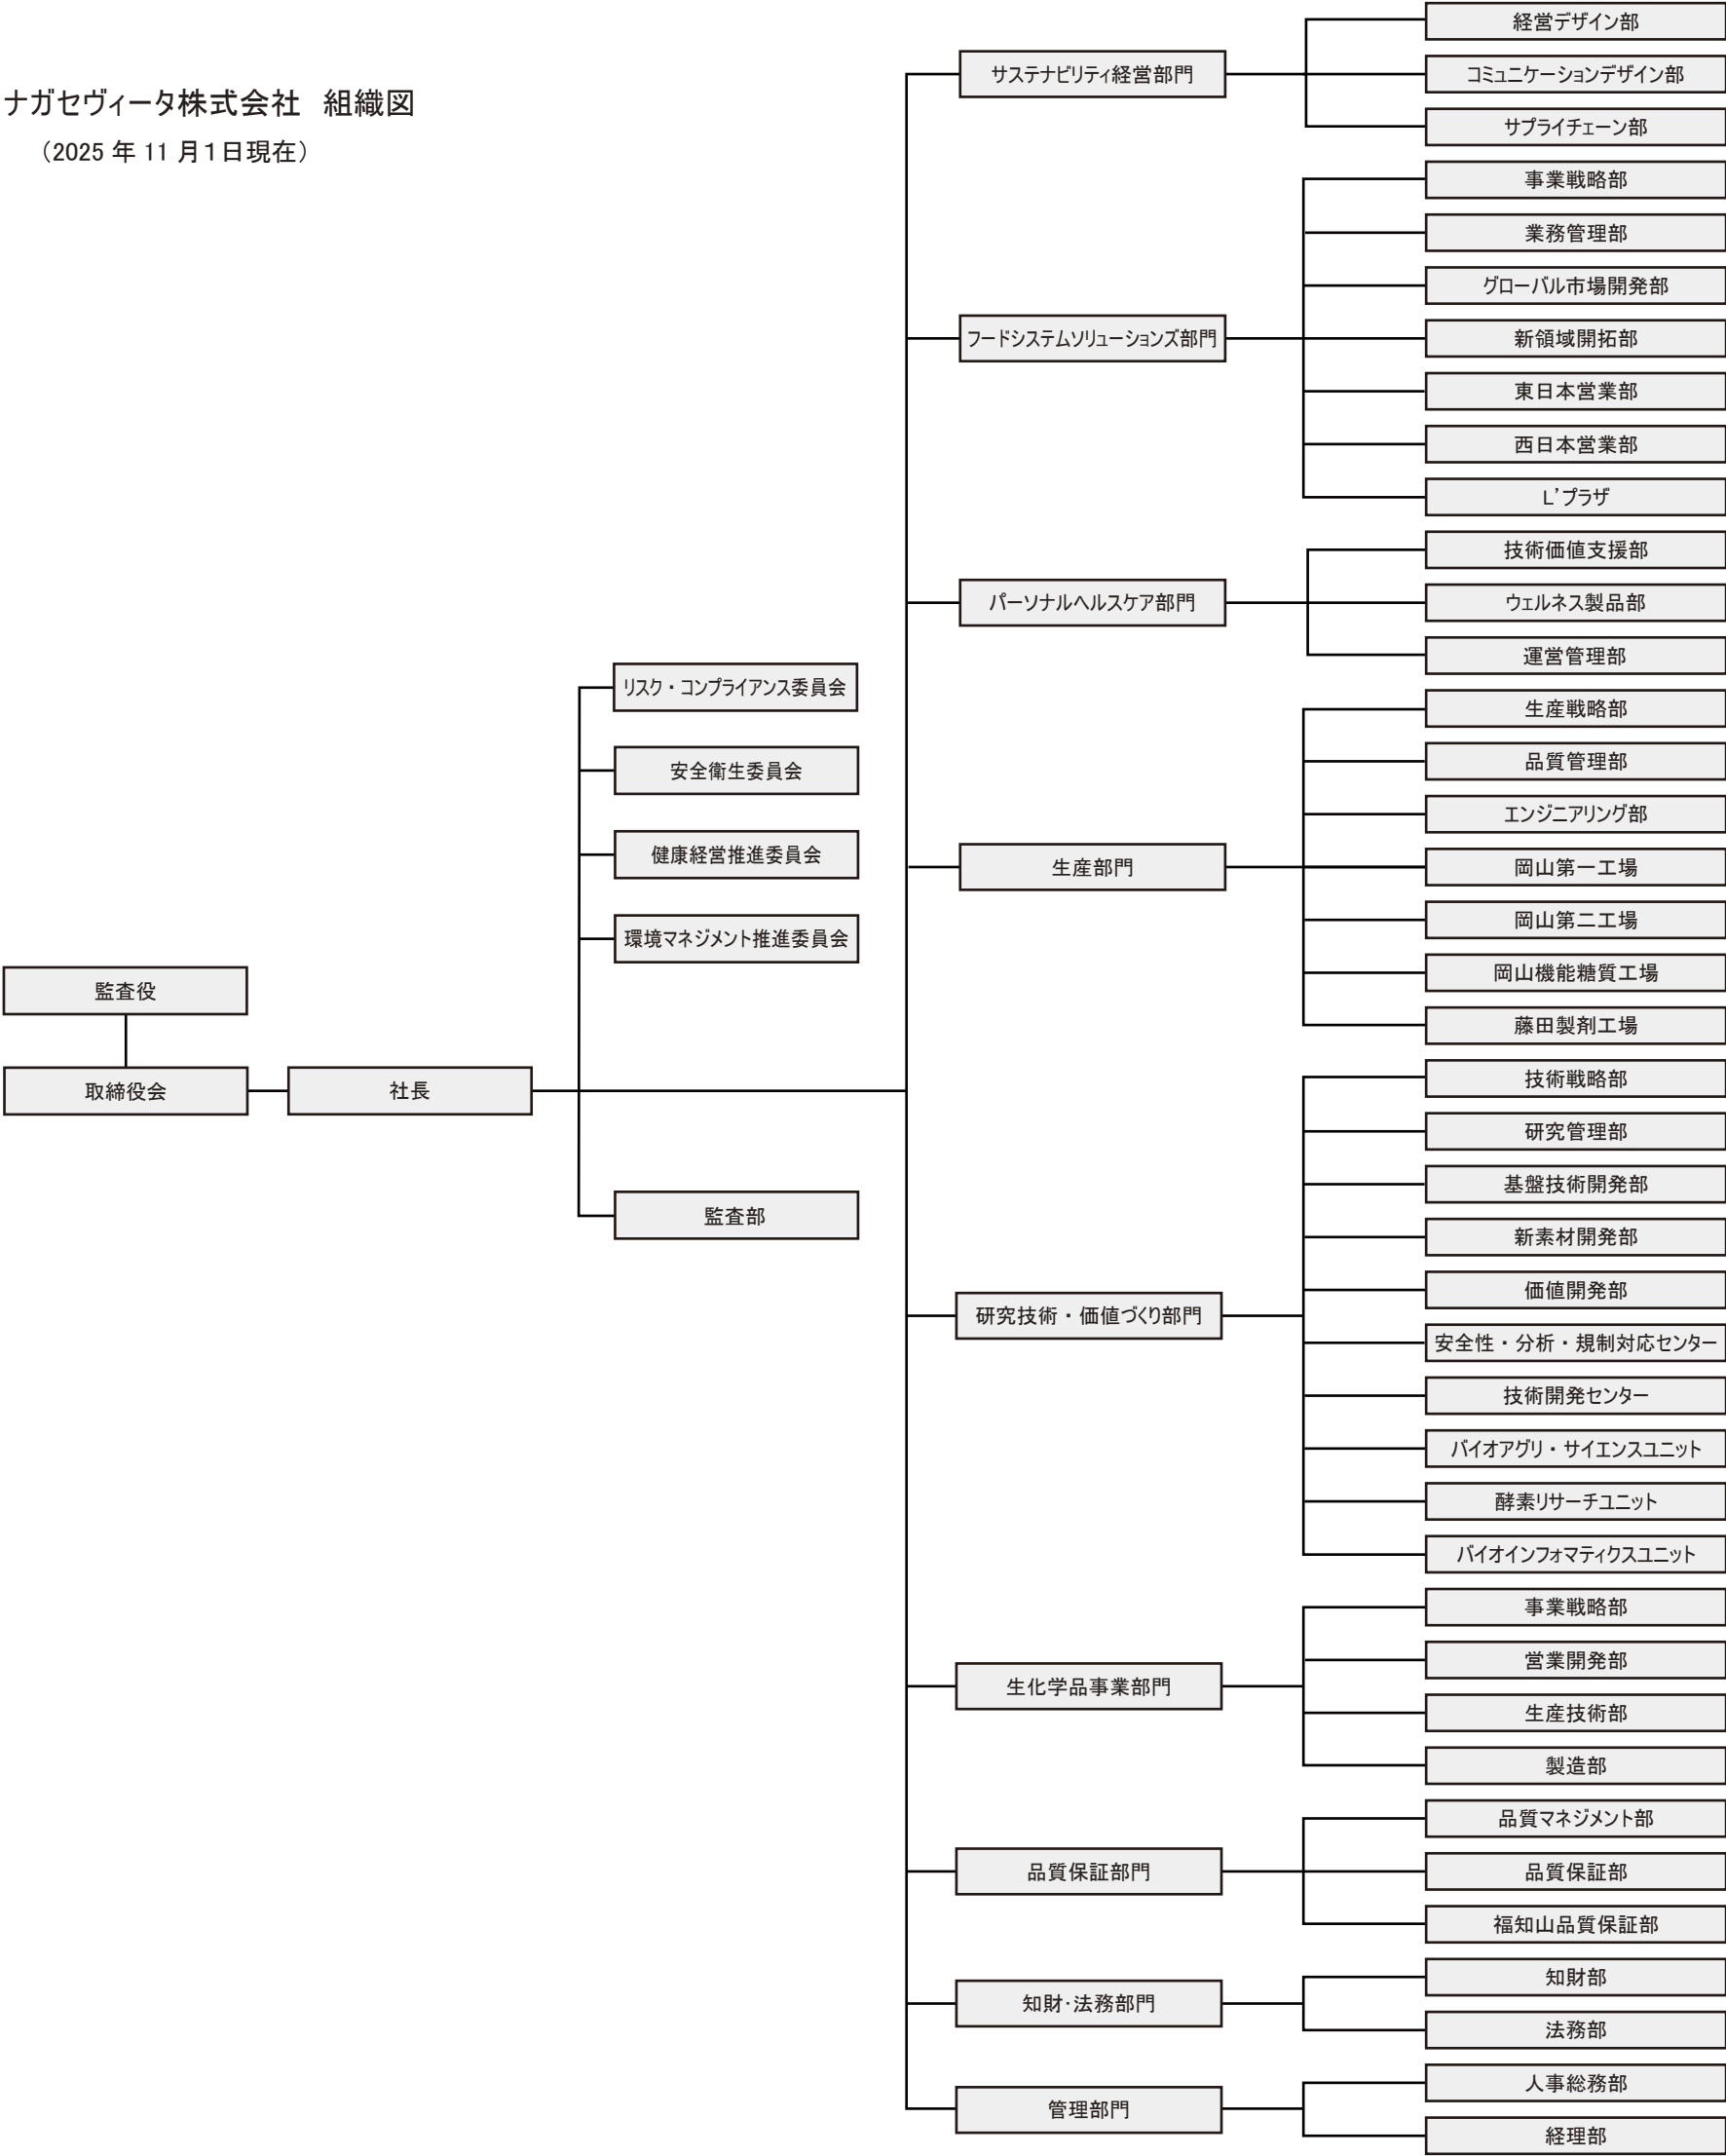 ナガセヴィータ株式会社　組織図
（2025 年 11 月１日現在）
監査役
取締役会
社長
リスク・コンプライアンス委員会
安全衛生委員会
健康経営推進委員会
環境マネジメント推進委員会
監査部
サステナビリティ経営部門
経営デザイン部
コミュニケーションデザイン部
サプライチェーン部
フードシステムソリューションズ部門
事業戦略部
業務管理部
グローバル市場開発部
新領域開拓部
東日本営業部
西日本営業部
L’プラザ
パーソナルヘルスケア部門
技術価値支援部
ウェルネス製品部
運営管理部
生産部門
生産戦略部
品質管理部
エンジニアリング部
岡山第一工場
岡山第二工場
岡山機能糖質工場
藤田製剤工場
研究技術・価値づくり部門
技術戦略部
研究管理部
基盤技術開発部
新素材開発部
価値開発部
安全性・分析・規制対応センター
技術開発センター
バイオアグリ・サイエンスユニット
酵素リサーチユニット
バイオインフォマティクスユニット
生化学品事業部門
事業戦略部
営業開発部
生産技術部
製造部
品質保証部門
品質マネジメント部
品質保証部
福知山品質保証部
知財･法務部門
知財部
法務部
管理部門
人事総務部
経理部